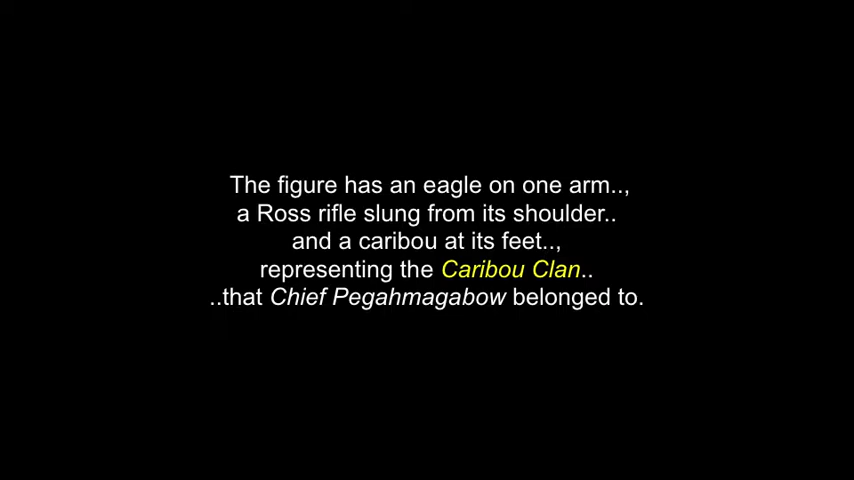 The figure has an eagle on one arm..,
a Ross rifle slung from its shoulder..
and a caribou at its feet..,
representing the Caribou Clan..
..that Chief Pegahmagabow belonged to.